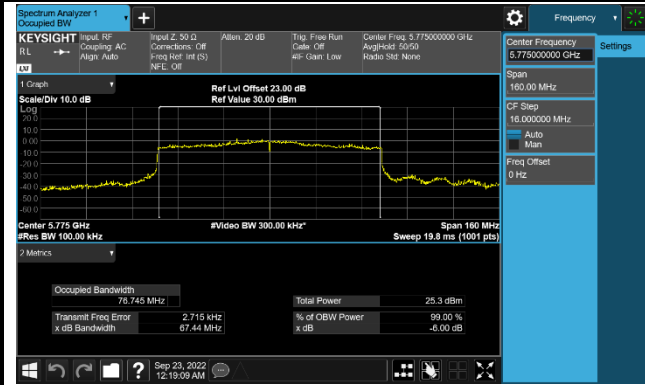 Spectrum Analyzer 1
Occupied BW
+
Frequency
KEYSIGHT
RL
LXI
Input: RF
Coupling: AC
Align: Auto
Input Z: 50 Ω
Corrections: Off
Freq Ref: Int (S)
NFE: Off
Atten: 20 dB
Trig: Free Run
Gate: Off
#IF Gain: Low
Center Freq: 5.775000000 GHz
Avg|Hold: 50/50
Radio Std: None
Center Frequency
5.775000000 GHz
Settings
Span
160.00 MHz
CF Step
16.000000 MHz
Auto
Man
Freq Offset
0 Hz
1 Graph
Scale/Div 10.0 dB
Ref Lvl Offset 23.00 dB
Ref Value 30.00 dBm
Log
20.0
10.0
0.00
-10.0
-20.0
-30.0
-40.0
-50.0
-60.0
Center 5.775 GHz
#Res BW 100.00 kHz
#Video BW 300.00 kHz*
Span 160 MHz
Sweep 19.8 ms (1001 pts)
2 Metrics
Occupied Bandwidth
76.745 MHz
Total Power 25.3 dBm
Transmit Freq Error 2.715 kHz
% of OBW Power 99.00 %
x dB Bandwidth 67.44 MHz
x dB -6.00 dB
?
Sep 23, 2022
12:19:09 AM